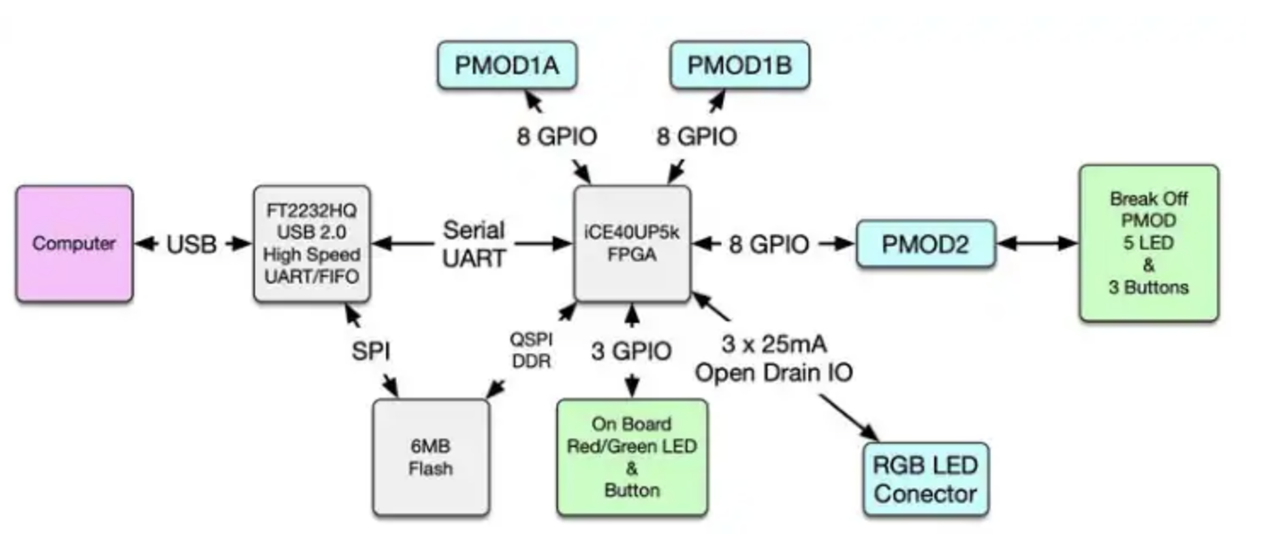 PMOD1A
PMOD1B
8 GPIO
8 GPIO
Computer
USB
FT2232HQ
USB 2.0
High Speed
UART/FIFO
Serial
UART
iCE40UP5k
FPGA
8 GPIO
PMOD2
Break Off
PMOD
5 LED
&
3 Buttons
SPI
QSPI
DDR
3 GPIO
3 x 25mA
Open Drain IO
6MB
Flash
On Board
Red/Green LED
&
Button
RGB LED
Conector